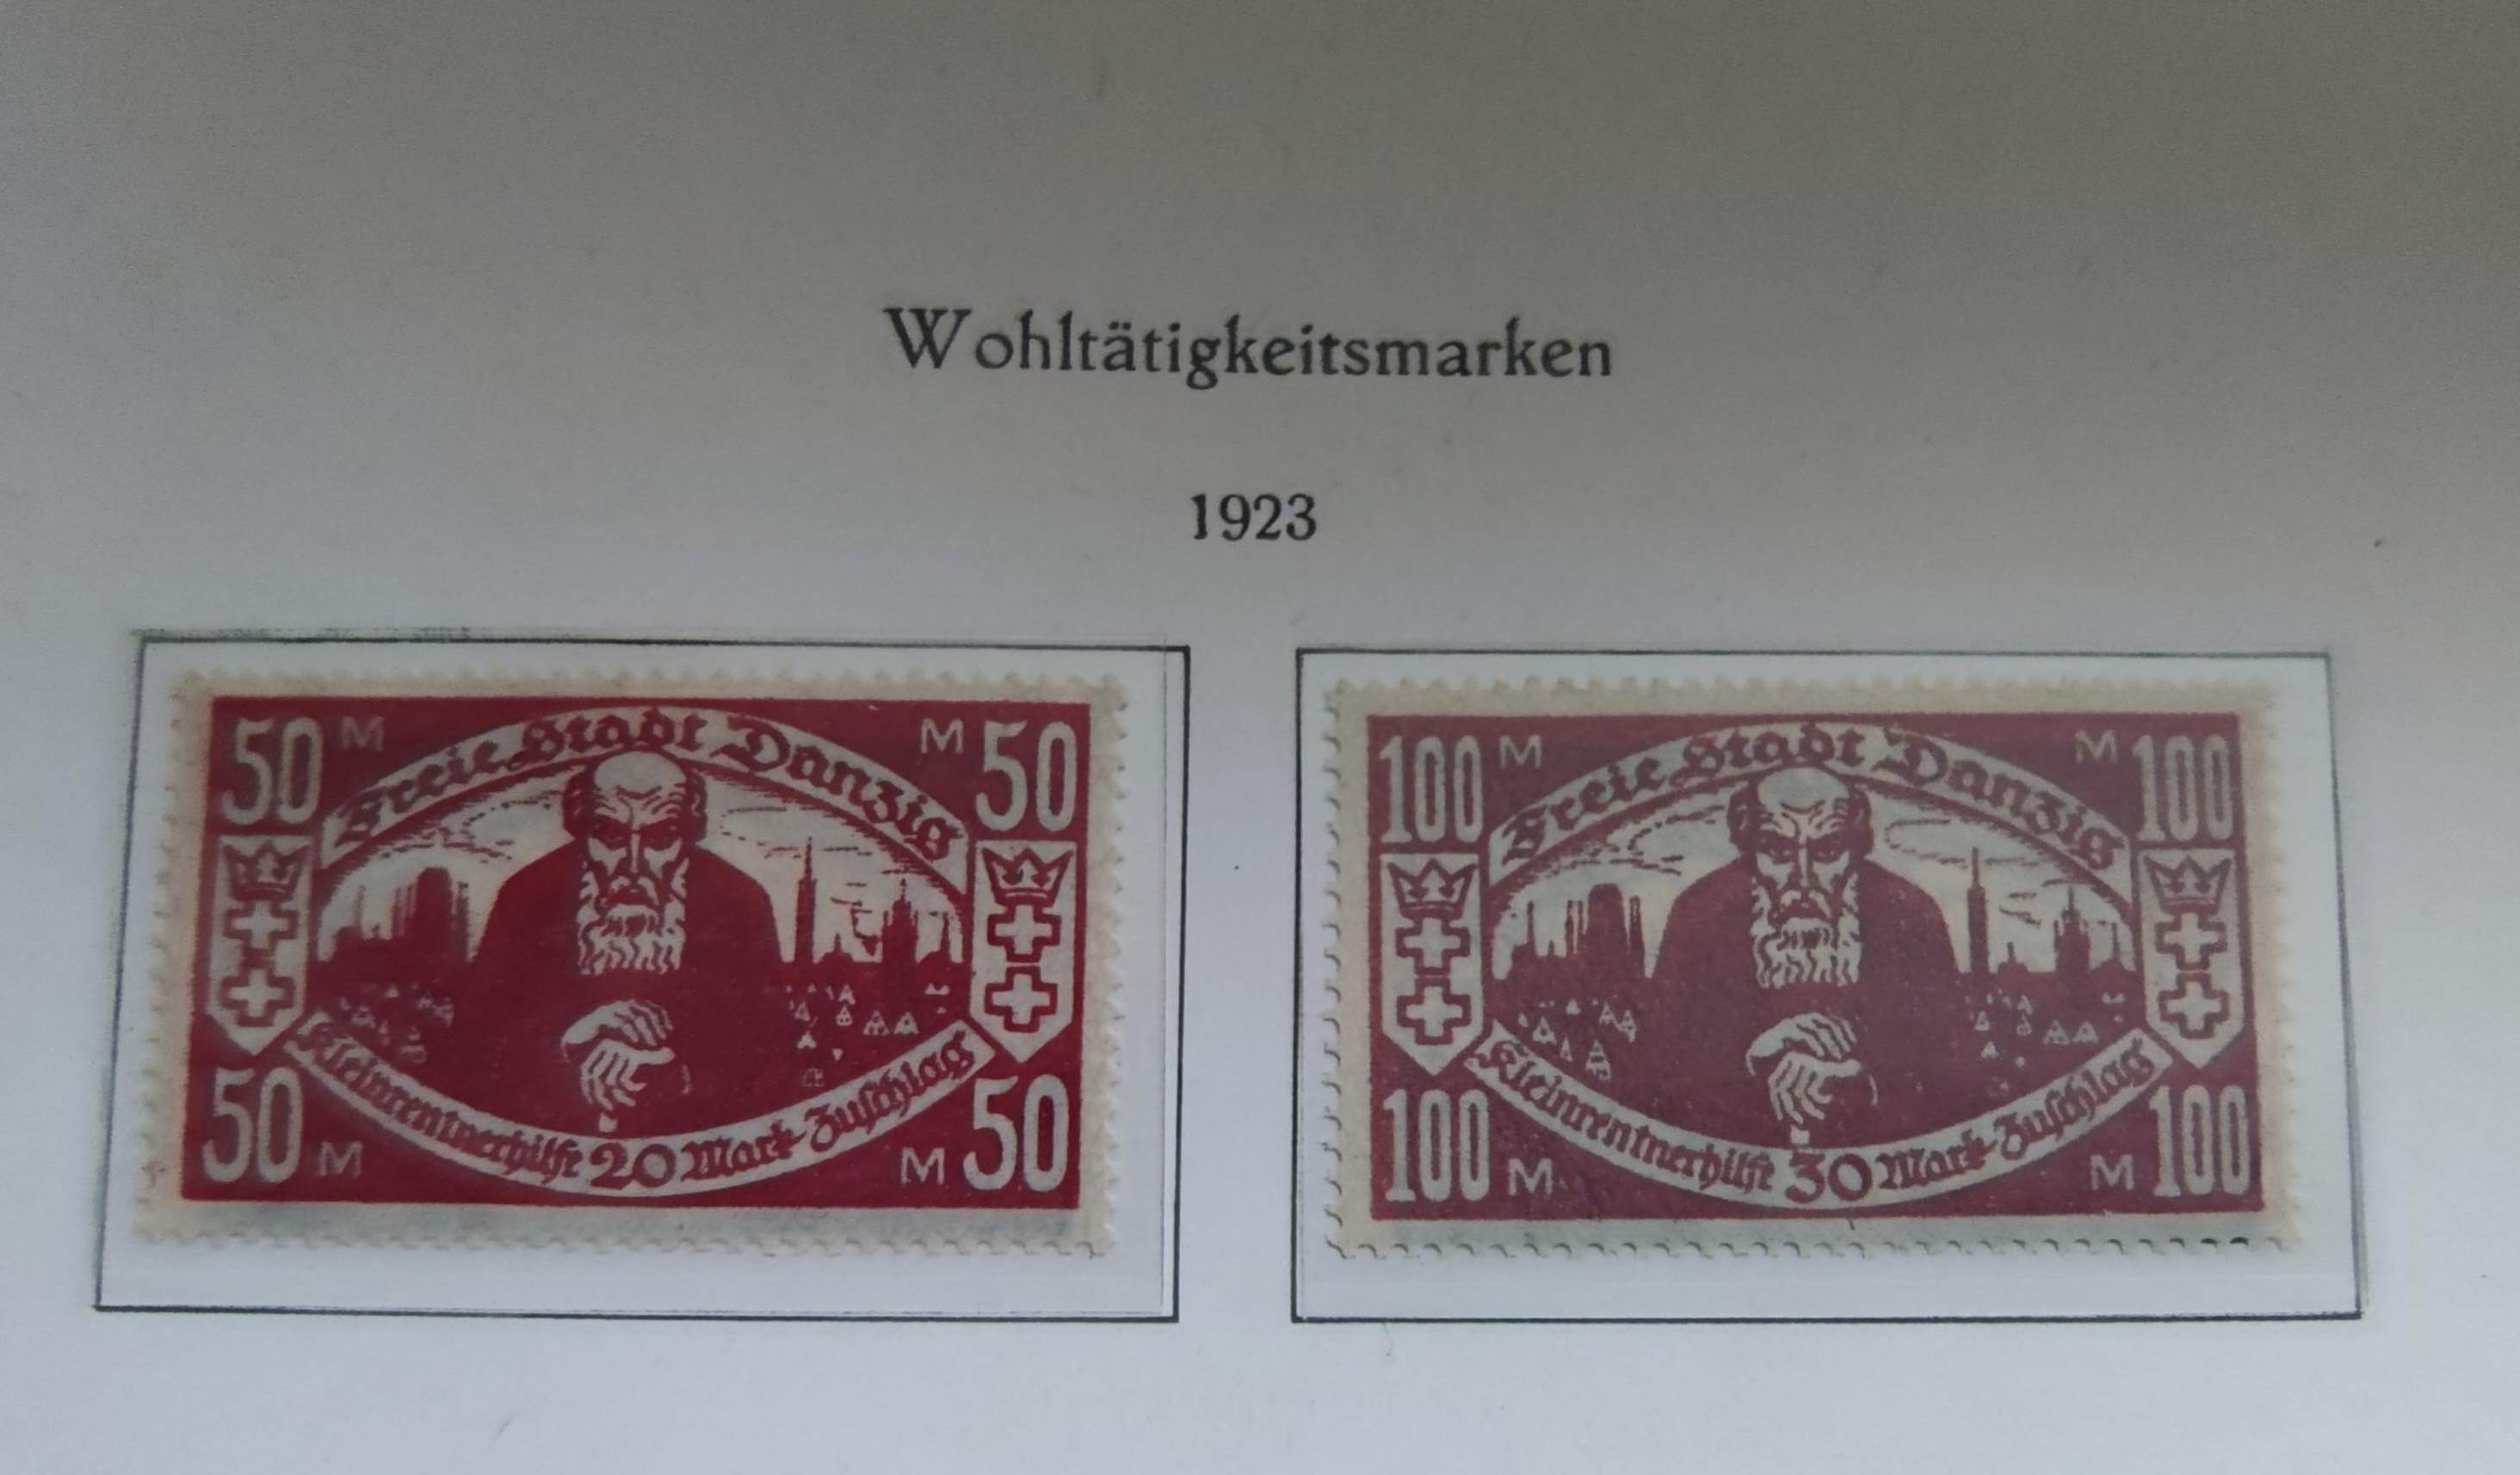 Wohltätigkeitsmarken
1923
50 M M 50
Freie Stadt Danzig
50 M M 50
Kleinrentnerhilfe 20 Mark Zuschlag
100 M M 100
Freie Stadt Danzig
100 M M 100
Kleinrentnerhilfe 30 Mark Zuschlag